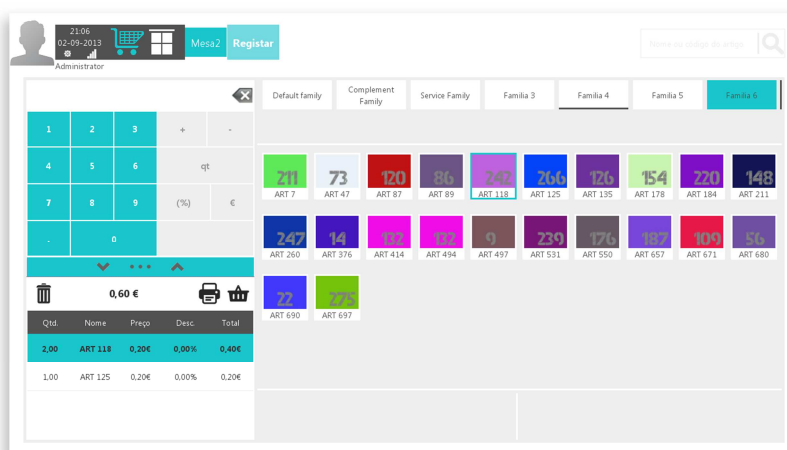 21:06
02-09-2013
Mesa2 Registar
Nome ou código do artigo
Administrator
Default family
Complement
Family
Service Family
Familia 3
Familia 4
Familia 5
Familia 6
1 2 3 + -
4 5 6 qt
7 8 9 (%) €
. 0
211 73 120 86 242 266 126 154 220 148
ART 7 ART 47 ART 87 ART 89 ART 118 ART 125 ART 135 ART 178 ART 184 ART 211
247 14 132 132 9 239 176 187 109 56
ART 260 ART 376 ART 414 ART 494 ART 497 ART 531 ART 550 ART 657 ART 671 ART 680
22 275
ART 690 ART 697
0,60 €
Qtd. Nome Preço Desc. Total
2,00 ART 118 0,20€ 0,00% 0,40€
1,00 ART 125 0,20€ 0,00% 0,20€